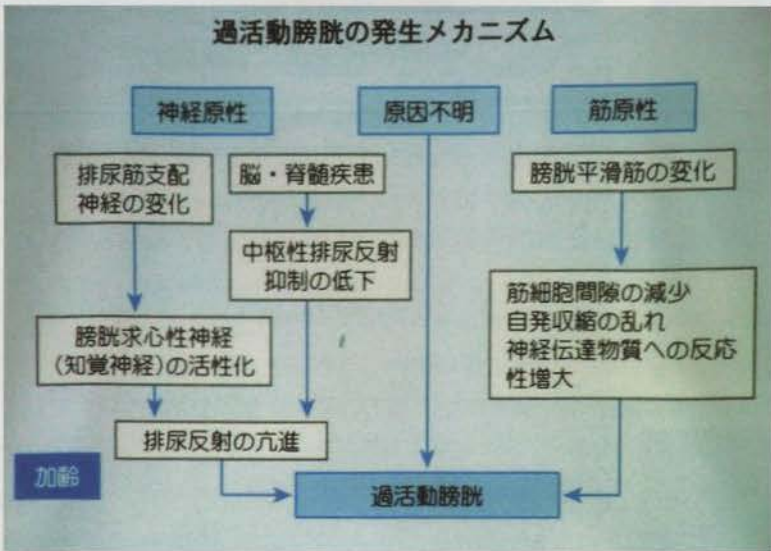 過活動膀胱の発生メカニズム
神経原性
原因不明
筋原性
排尿筋支配
神経の変化
脳・脊髄疾患
膀胱平滑筋の変化
中枢性排尿反射
抑制の低下
筋細胞間隙の減少
自発収縮の乱れ
神経伝達物質への反応
性増大
膀胱求心性神経
(知覚神経)の活性化
排尿反射の亢進
加齢
過活動膀胱